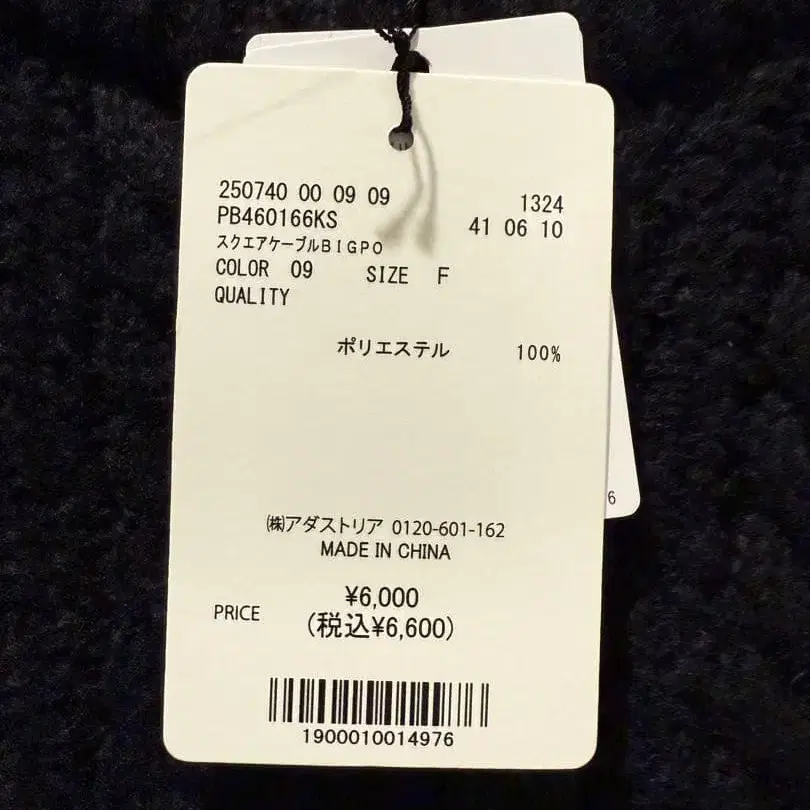 250740 00 09 09 1324
PB460166KS 41 06 10
スクエアケーブルBIGPO
COLOR 09 SIZE F
QUALITY
ポリエステル 100%
6
㈱アダストリア 0120-601-162
MADE IN CHINA
¥6,000
PRICE (税込¥6,600)
1900010014976